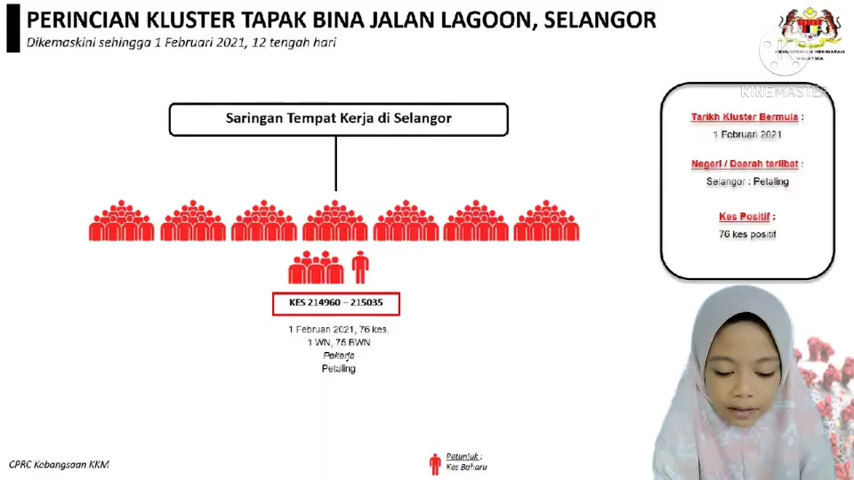 PERINCIAN KLUSTER TAPAK BINA JALAN LAGOON, SELANGOR
Dikemaskini sehingga 1 Februari 2021, 12 tengah hari
KEMENTERIAN KESIHATAN
MALAYSIA
KINEMASTER
Saringan Tempat Kerja di Selangor
Tarikh Kluster Bermula :
1 Februari 2021
Negeri / Daerah terlibat :
Selangor : Petaling
Kes Positif :
76 kes positif
KES 214960 – 215035
1 Februari 2021, 76 kes,
1 WN, 75 BWN
Pekerja
Petaling
CPRC Kebangsaan KKM
Petunjuk :
Kes Baharu